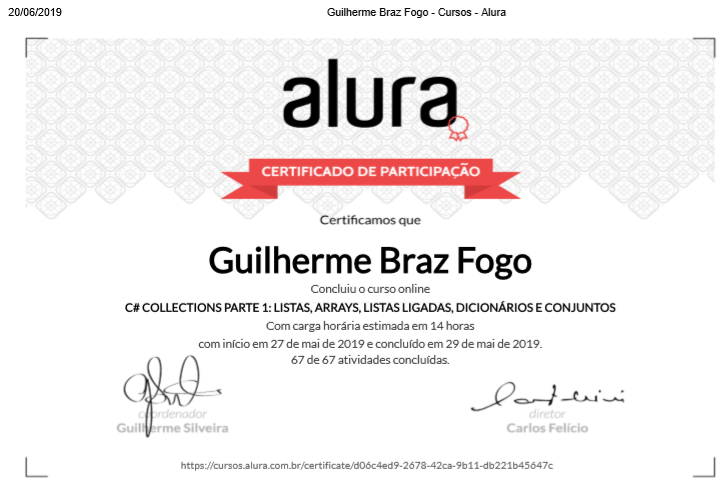 20/06/2019
Guilherme Braz Fogo - Cursos - Alura
alura
CERTIFICADO DE PARTICIPAÇÃO
Certificamos que
Guilherme Braz Fogo
Concluiu o curso online
C# COLLECTIONS PARTE 1: LISTAS, ARRAYS, LISTAS LIGADAS, DICIONÁRIOS E CONJUNTOS
Com carga horária estimada em 14 horas
com início em 27 de mai de 2019 e concluído em 29 de mai de 2019.
67 de 67 atividades concluídas.
coordenador
Guilherme Silveira
diretor
Carlos Felício
https://cursos.alura.com.br/certificate/d06c4ed9-2678-42ca-9b11-db221b45647c